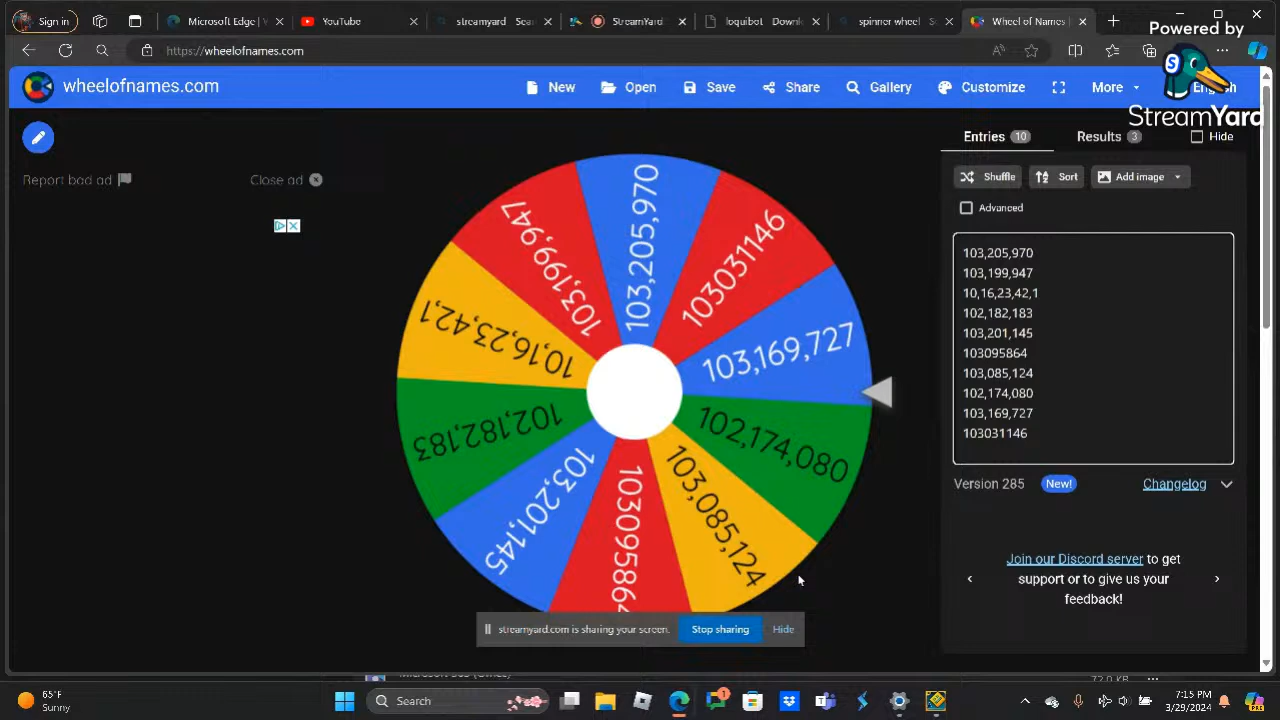 Sign in
Microsoft Edge | \
YouTube
streamyard Sea
StreamYard
loquibot Down
spinner wheel S
Wheel of Names |
Powered by
https://wheelofnames.com
StreamYard
wheelofnames.com
New
Open
Save
Share
Gallery
Customize
More
English
Entries 10
Results 3
Hide
Report bad ad
Close ad
Shuffle
Sort
Add image
Advanced
103,205,970
103,199,947
10,16,23,42,1
102,182,183
103,201,145
103095864
103,085,124
102,174,080
103,169,727
103031146
103,205,970
103031146
103,169,727
102,174,080
103,085,124
103095864
103,201,145
102,182,183
10,16,23,42,1
103,199,947
Version 285
New!
Changelog
Join our Discord server to get
support or to give us your
feedback!
streamyard.com is sharing your screen.
Stop sharing
Hide
65°F
Sunny
Search
1
7:15 PM
3/29/2024